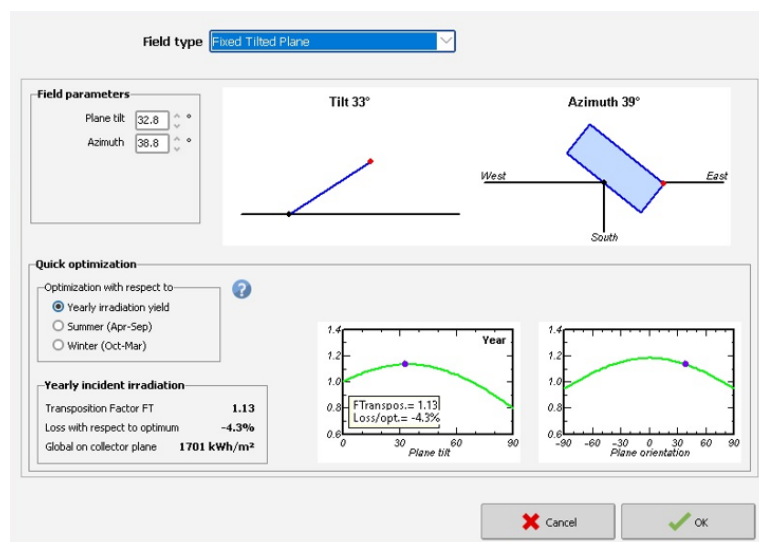 Field type Fixed Tilted Plane
Field parameters
Plane tilt 32.8 °
Azimuth 38.8 °
Tilt 33°
Azimuth 39°
West
East
South
Quick optimization
Optimization with respect to
Yearly irradiation yield
Summer (Apr-Sep)
Winter (Oct-Mar)
?
Yearly incident irradiation
Transposition Factor FT 1.13
Loss with respect to optimum -4.3%
Global on collector plane 1701 kWh/m²
1.4
1.2
1.0
0.8
0.6
Year
FTranspos.= 1.13
Loss/opt.= -4.3%
0 30 60 90
Plane tilt
1.4
1.2
1.0
0.8
0.6
-90 -60 -30 0 30 60 90
Plane orientation
Cancel
OK